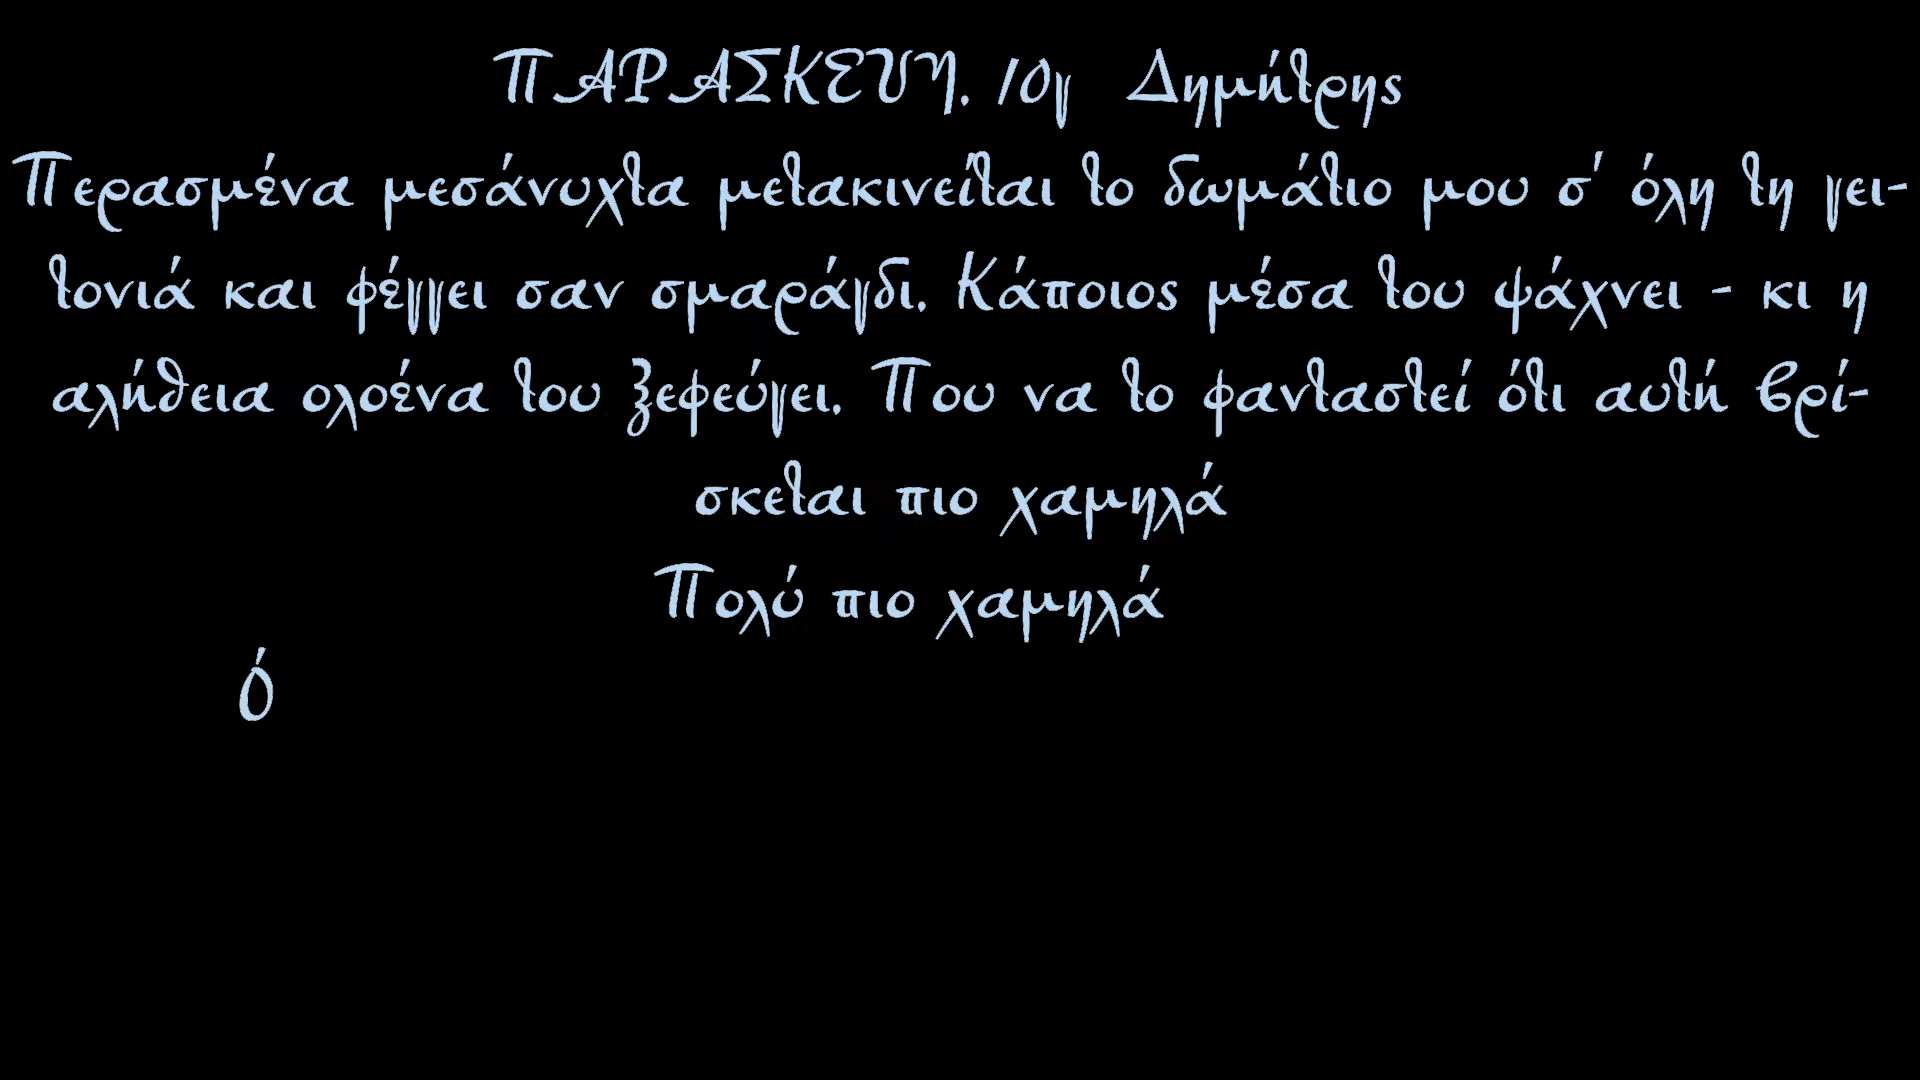 ΠΑΡΑΣΚΕΥΗ. 10γ Δημήτρης
Περασμένα μεσάνυχτα μετακινείται το δωμάτιο μου σ' όλη τη γει-
τονιά και φέγγει σαν σμαράγδι. Κάποιος μέσα του ψάχνει - κι η
αλήθεια ολοένα του ξεφεύγει. Που να το φανταστεί ότι αυτή βρί-
σκεται πιο χαμηλά
Πολύ πιο χαμηλά
ό